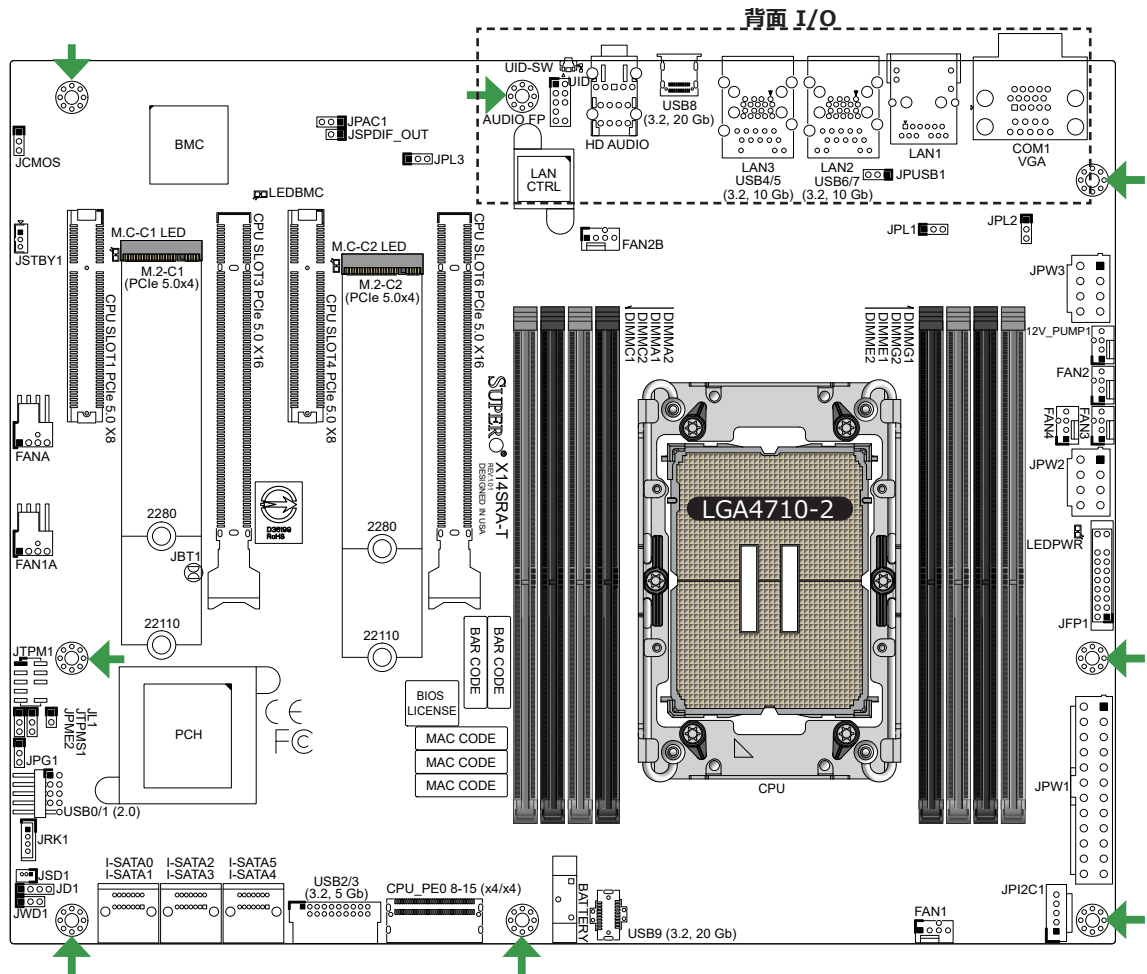 背面 I/O
UID-SW
UID
AUDIO FP
HD AUDIO
USB8
(3.2, 20 Gb)
LAN3
USB4/5
(3.2, 10 Gb)
LAN2
USB6/7
(3.2, 10 Gb)
LAN1
JPUSB1
COM1
VGA
LAN
CTRL
JCMOS
BMC
JPAC1
JSPDIF_OUT
JPL3
LEDBMC
JSTBY1
M.C-C1 LED
M.2-C1
(PCIe 5.0x4)
CPU SLOT1 PCIe 5.0 X8
CPU SLOT3 PCIe 5.0 X16
M.C-C2 LED
M.2-C2
(PCIe 5.0x4)
CPU SLOT4 PCIe 5.0 X8
CPU SLOT6 PCIe 5.0 X16
FAN2B
JPL1
JPL2
JPW3
12V_PUMP1
FAN2
FAN4
FAN3
JPW2
LEDPWR
JFP1
DIMMA2
DIMMA1
DIMMC2
DIMMC1
DIMMG1
DIMMG2
DIMME1
DIMME2
SUPERO® X14SRA-T
REV:1.01
DESIGNED IN USA
LGA4710-2
CPU
FANA
FAN1A
2280
JBT1
22110
2280
22110
D36199
RoHS
JTPM1
JL1
JTPMS1
JPME2
JPG1
USB0/1 (2.0)
PCH
CE
FC
BAR CODE
BAR CODE
BIOS
LICENSE
MAC CODE
MAC CODE
MAC CODE
JPW1
JRK1
JSD1
JD1
JWD1
I-SATA0
I-SATA1
I-SATA2
I-SATA3
I-SATA5
I-SATA4
USB2/3
(3.2, 5 Gb)
CPU_PE0 8-15 (x4/x4)
BATTERY
USB9 (3.2, 20 Gb)
FAN1
JPI2C1